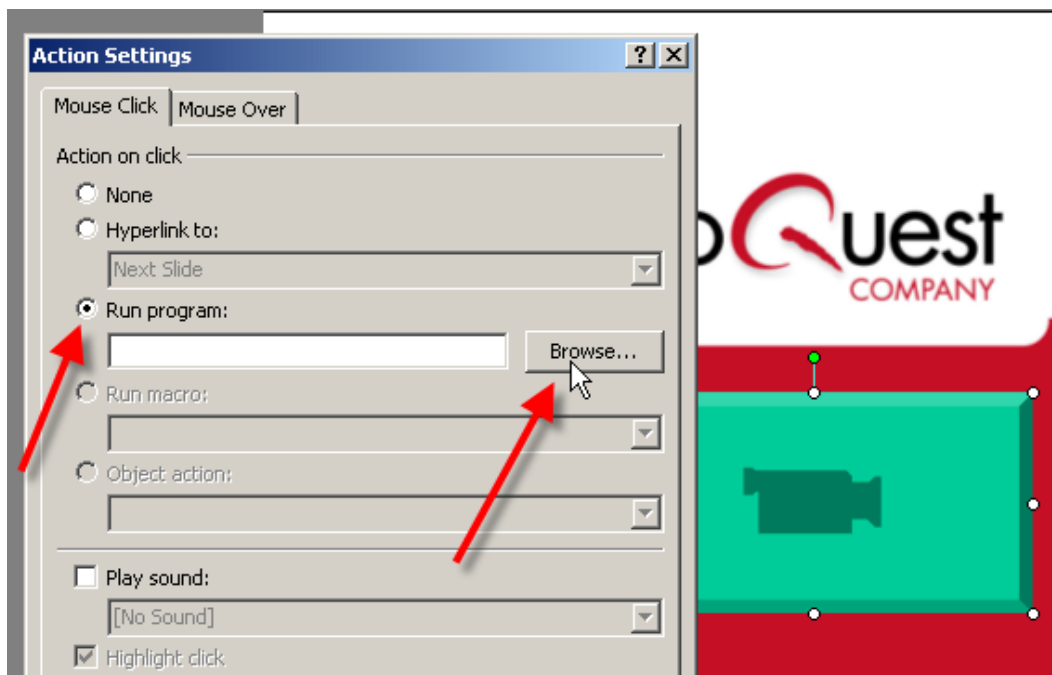 Action Settings
Mouse Click Mouse Over
Action on click
None
Hyperlink to:
Next Slide
Run program:
Browse...
Run macro:
Object action:
Play sound:
[No Sound]
Highlight click
oQuest
COMPANY